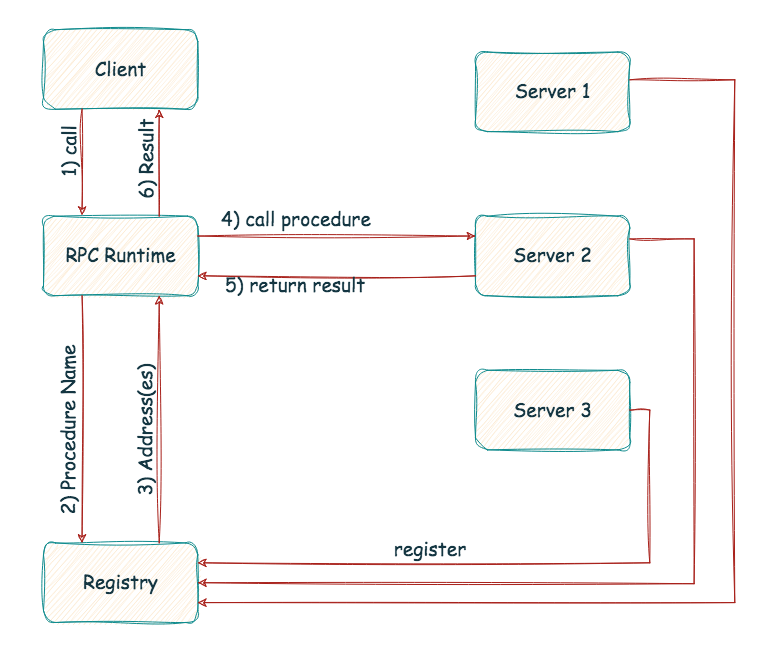 Client
Server 1
1) call
6) Result
4) call procedure
RPC Runtime
Server 2
5) return result
2) Procedure Name
3) Address(es)
Server 3
register
Registry